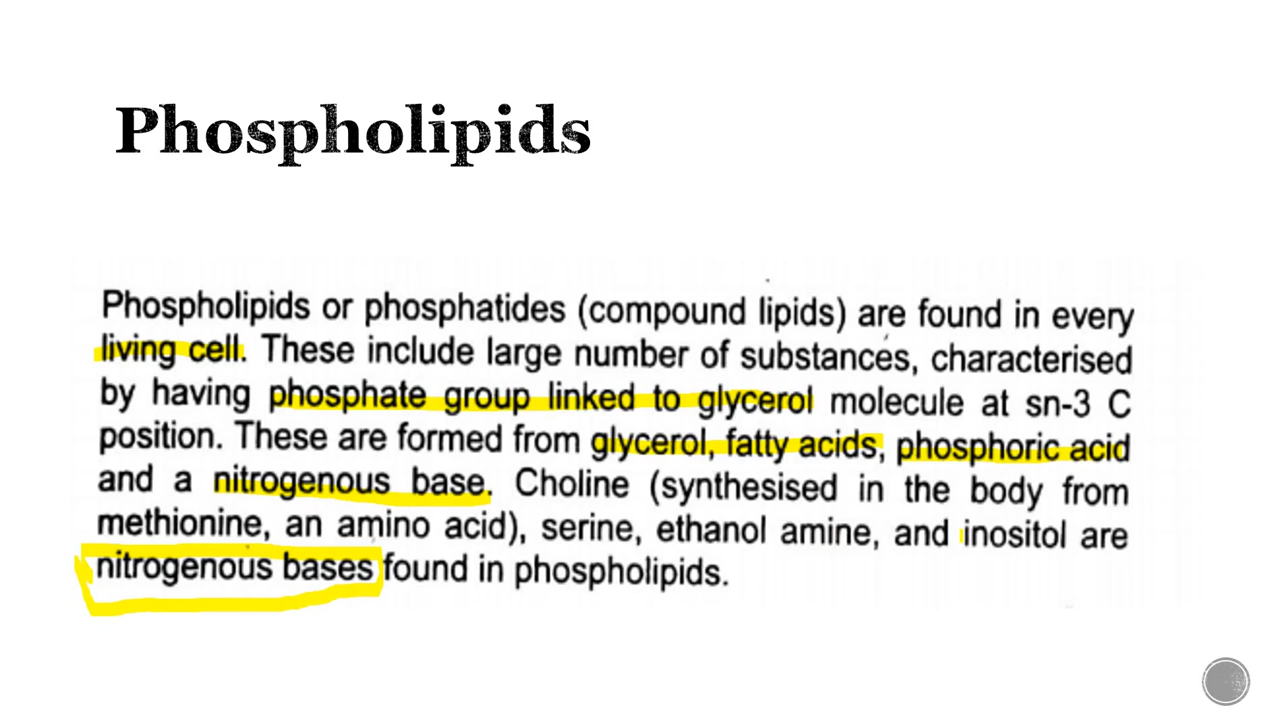 Phospholipids
Phospholipids or phosphatides (compound lipids) are found in every
living cell. These include large number of substances, characterised
by having phosphate group linked to glycerol molecule at sn-3 C
position. These are formed from glycerol, fatty acids, phosphoric acid
and a nitrogenous base. Choline (synthesised in the body from
methionine, an amino acid), serine, ethanol amine, and inositol are
nitrogenous bases found in phospholipids.